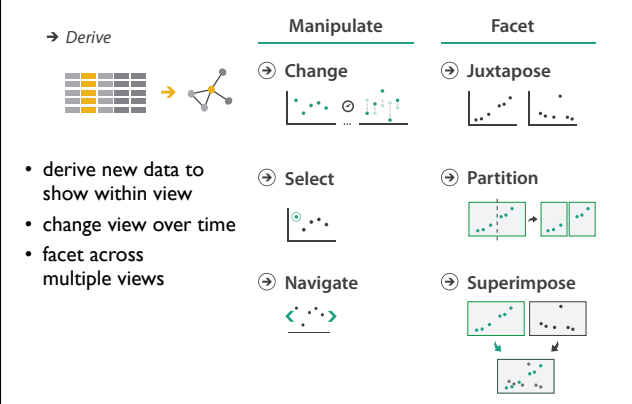 → Derive
• derive new data to
show within view
• change view over time
• facet across
multiple views
Manipulate
Change
...
Select
Navigate
Facet
Juxtapose
Partition
Superimpose